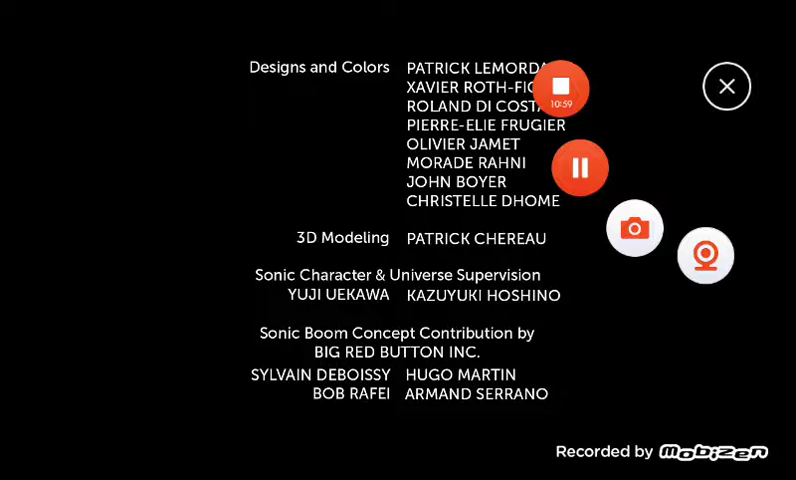 Designs and Colors PATRICK LEMORDA
XAVIER ROTH-FIC
ROLAND DI COSTA
PIERRE-ELIE FRUGIER
OLIVIER JAMET
MORADE RAHNI
JOHN BOYER
CHRISTELLE DHOME
10:59
3D Modeling PATRICK CHEREAU
Sonic Character & Universe Supervision
YUJI UEKAWA KAZUYUKI HOSHINO
Sonic Boom Concept Contribution by
BIG RED BUTTON INC.
SYLVAIN DEBOISSY HUGO MARTIN
BOB RAFEI ARMAND SERRANO
Recorded by mobizen